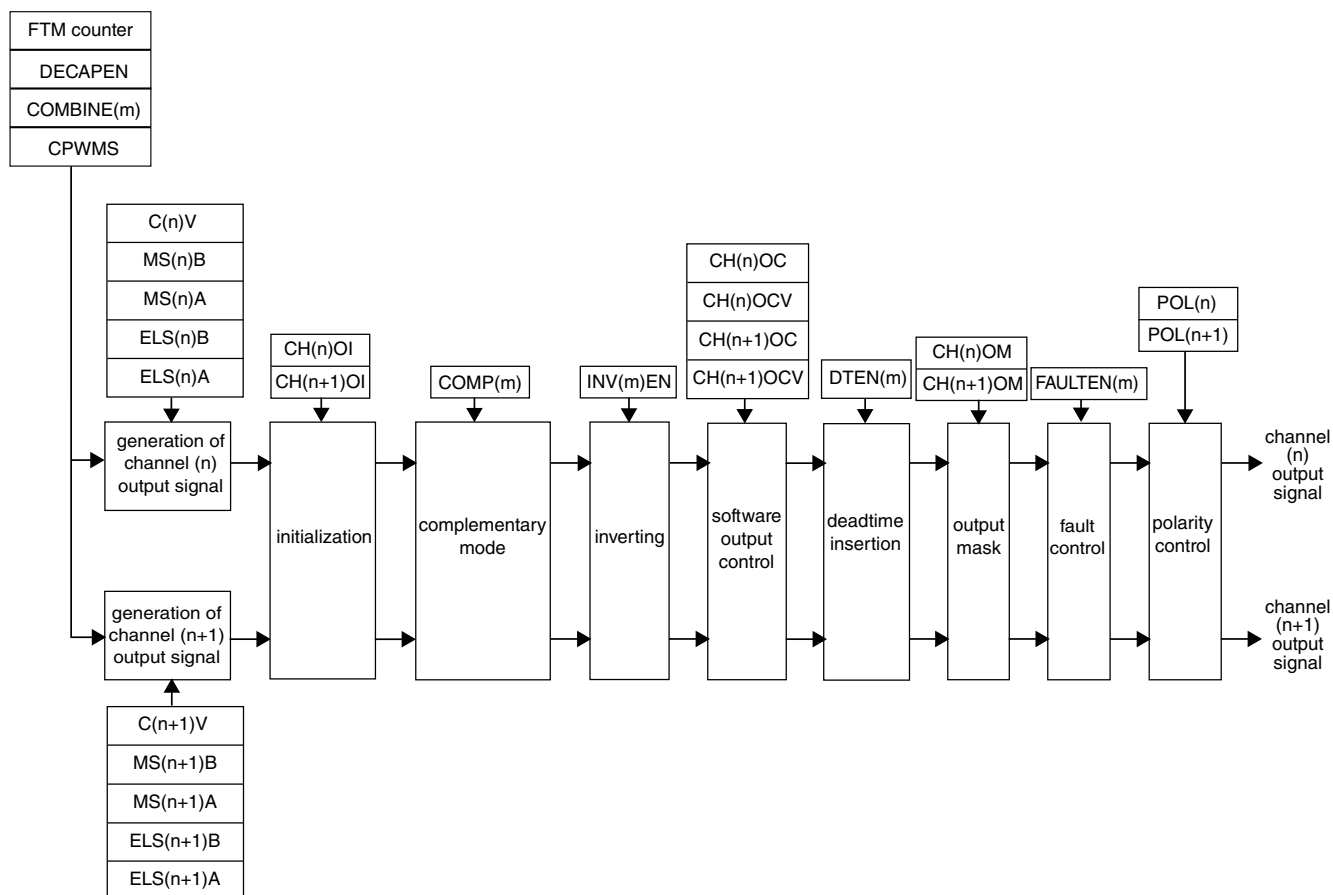 FTM counter
DECAPEN
COMBINE(m)
CPWMS
C(n)V
MS(n)B
MS(n)A
ELS(n)B
ELS(n)A
CH(n)OI
CH(n+1)OI
COMP(m)
INV(m)EN
CH(n)OC
CH(n)OCV
CH(n+1)OC
CH(n+1)OCV
DTEN(m)
CH(n)OM
CH(n+1)OM
FAULTEN(m)
POL(n)
POL(n+1)
generation of
channel (n)
output signal
initialization
complementary
mode
inverting
software
output
control
deadtime
insertion
output
mask
fault
control
polarity
control
channel
(n)
output
signal
generation of
channel (n+1)
output signal
channel
(n+1)
output
signal
C(n+1)V
MS(n+1)B
MS(n+1)A
ELS(n+1)B
ELS(n+1)A